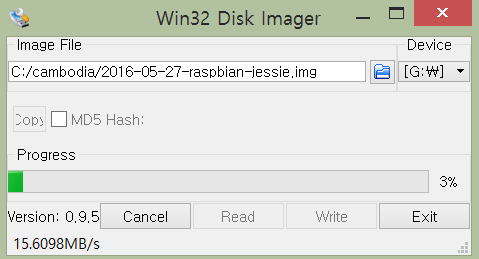 Win32 Disk Imager
Image File
Device
C:/cambodia/2016-05-27-raspbian-jessie.img
[G:₩]
Copy
MD5 Hash:
Progress
3%
Version: 0.9.5
Cancel
Read
Write
Exit
15.6098MB/s